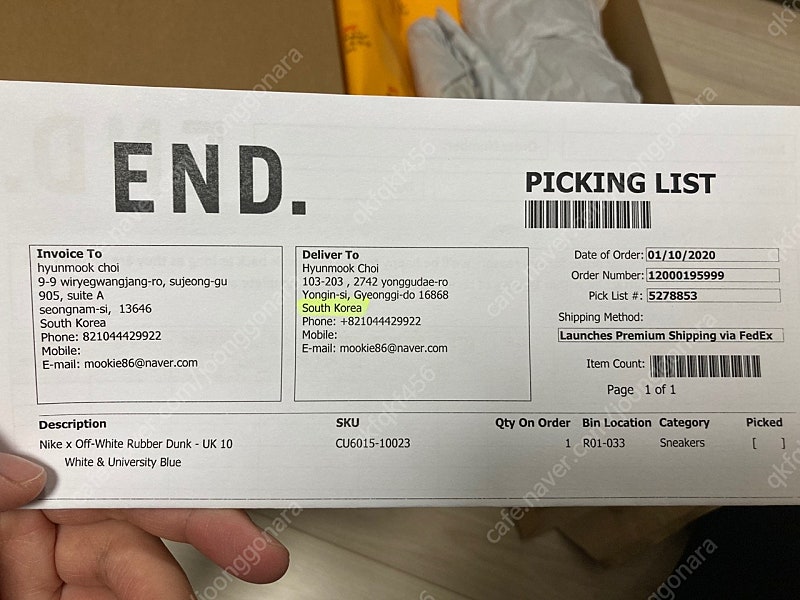 END.
PICKING LIST
Invoice To
hyunmook choi
9-9 wiryegwangjang-ro, sujeong-gu
905, suite A
seongnam-si, 13646
South Korea
Phone: 821044429922
Mobile:
E-mail: mookie86@naver.com
Deliver To
Hyunmook Choi
103-203 , 2742 yonggudae-ro
Yongin-si, Gyeonggi-do 16868
South Korea
Phone: +821044429922
Mobile:
E-mail: mookie86@naver.com
Date of Order: 01/10/2020
Order Number: 12000195999
Pick List #: 5278853
Shipping Method:
Launches Premium Shipping via FedEx
Item Count:
Page 1 of 1
Description SKU Qty On Order Bin Location Category Picked
Nike x Off-White Rubber Dunk - UK 10 CU6015-10023 1 R01-033 Sneakers [ ]
White & University Blue